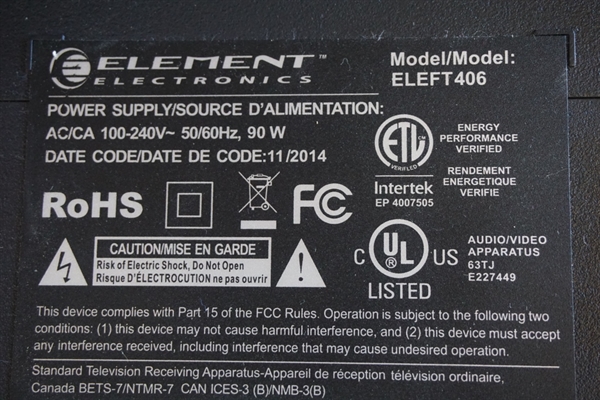 ELEMENT™
ELECTRONICS
Model/Model:
ELEFT406
POWER SUPPLY/SOURCE D'ALIMENTATION:
AC/CA 100-240V~ 50/60Hz, 90 W
DATE CODE/DATE DE CODE:11/2014
ETL
VERIFIED
Intertek
EP 4007505
ENERGY
PERFORMANCE
VERIFIED
RENDEMENT
ENERGETIQUE
VERIFIE
RoHS
FC
CAUTION/MISE EN GARDE
Risk of Electric Shock, Do Not Open
Risque D'ÉLECTROCUTION ne pas ouvrir
C UL US
LISTED
AUDIO/VIDEO
APPARATUS
63TJ
E227449
This device complies with Part 15 of the FCC Rules. Operation is subject to the following two
conditions: (1) this device may not cause harmful interference, and (2) this device must accept
any interference received, including interference that may cause undesired operation.
Standard Television Receiving Apparatus-Appareil de réception télévision ordinaire,
Canada BETS-7/NTMR-7 CAN ICES-3 (B)/NMB-3(B)